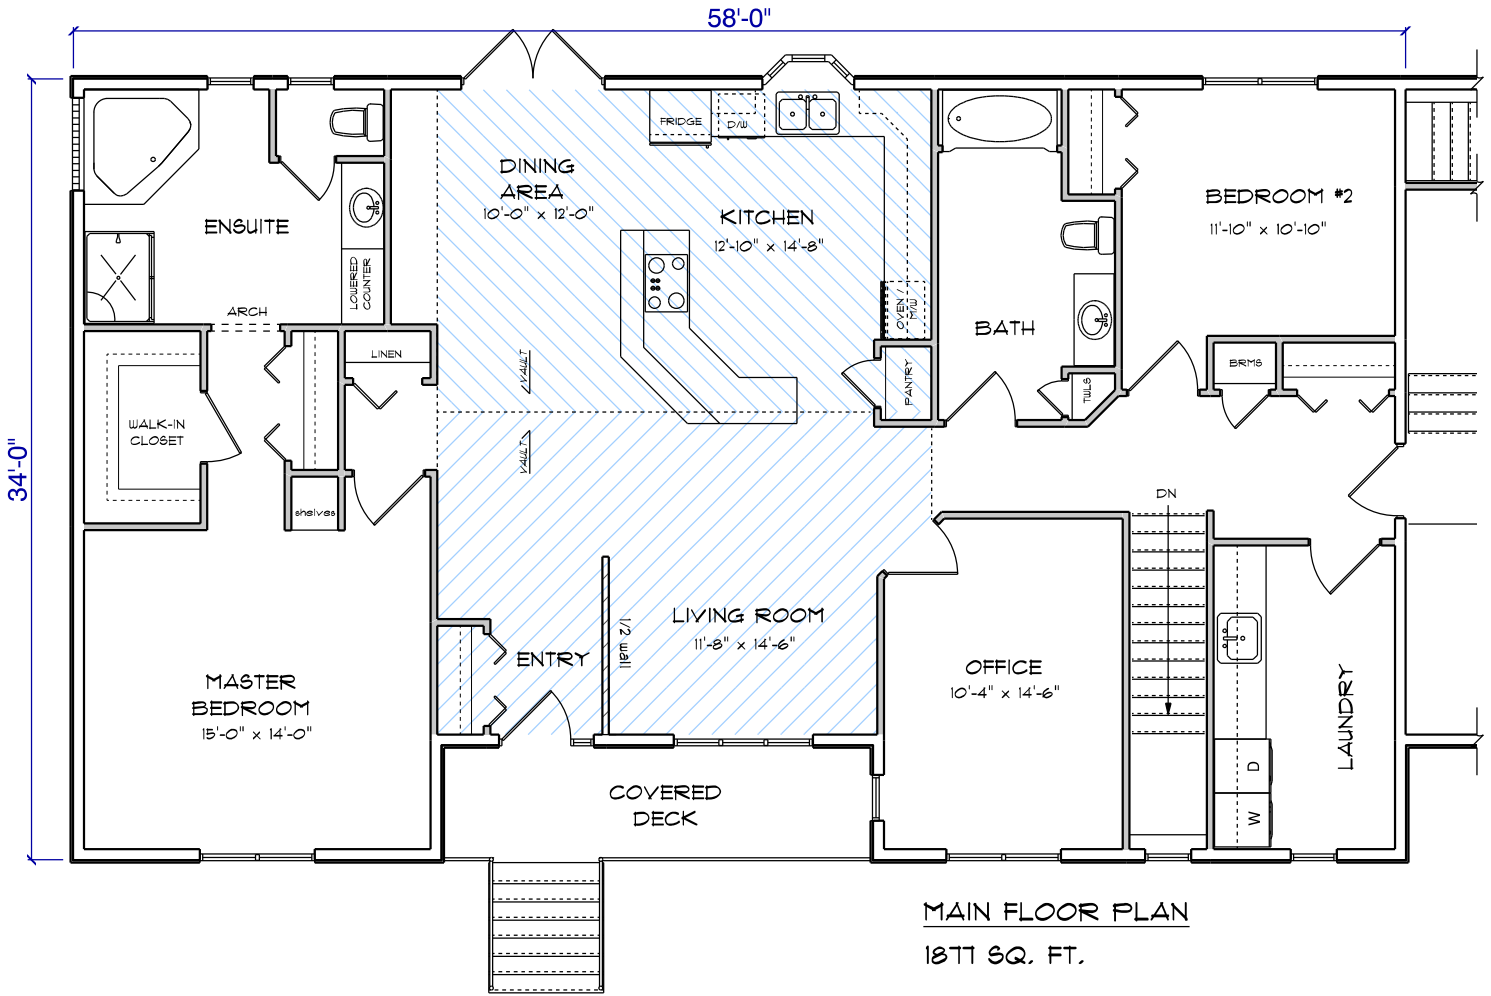 58'-0"
34'-0"
FRIDGE
D/W
DINING
AREA
10'-0" x 12'-0"
KITCHEN
12'-10" x 14'-8"
BEDROOM #2
11'-10" x 10'-10"
ENSUITE
LOWERED
COUNTER
ARCH
OVEN /
M/W
BATH
LINEN
VAULT
PANTRY
TWLS
BRMS
WALK-IN
CLOSET
VAULT
shelves
DN
LIVING ROOM
11'-8" x 14'-6"
1/2 wall
ENTRY
OFFICE
10'-4" x 14'-6"
MASTER
BEDROOM
15'-0" x 14'-0"
LAUNDRY
D
W
COVERED
DECK
MAIN FLOOR PLAN
1877 SQ. FT.